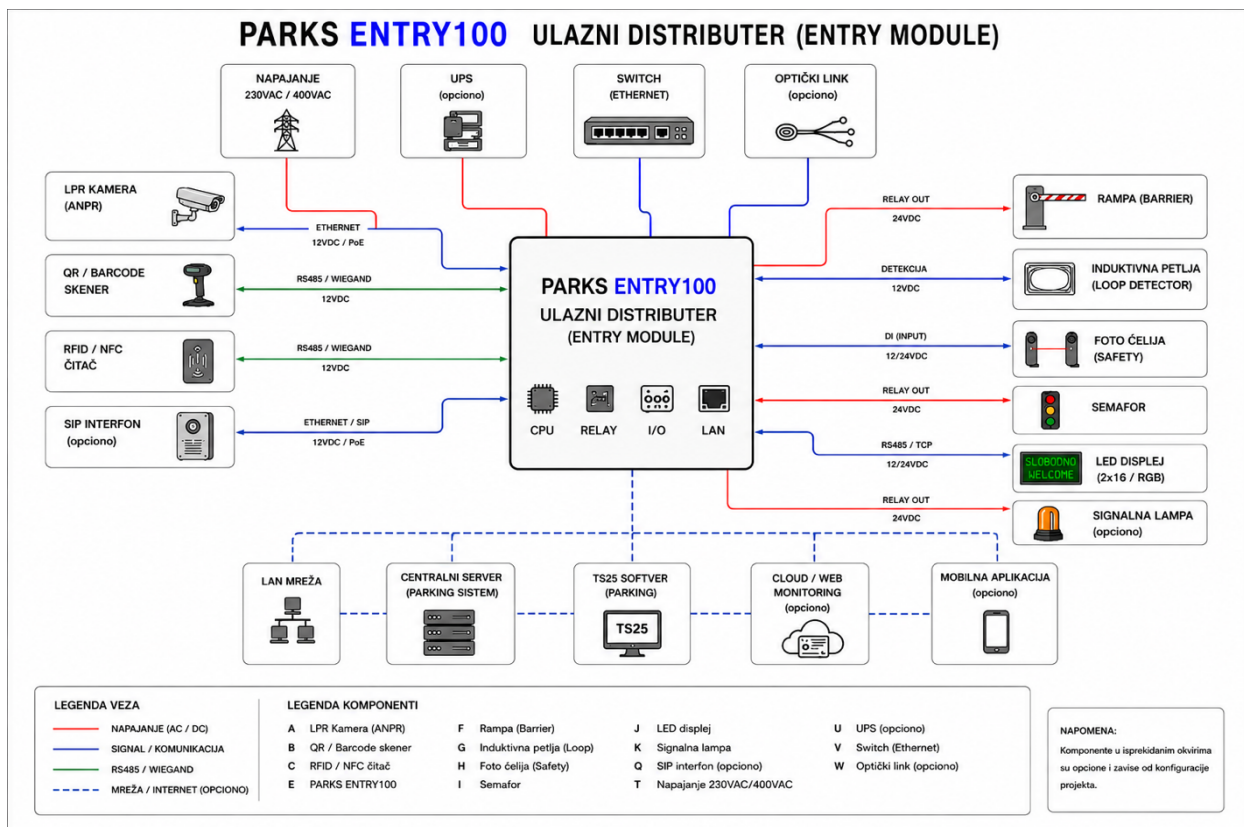 PARKS ENTRY100 ULAZNI DISTRIBUTER (ENTRY MODULE)
NAPAJANJE
230VAC / 400VAC
UPS
(opciono)
SWITCH
(ETHERNET)
OPTIČKI LINK
(opciono)
LPR KAMERA
(ANPR)
ETHERNET
12VDC / PoE
QR / BARCODE
SKENER
RS485 / WIEGAND
12VDC
RFID / NFC
ČITAČ
RS485 / WIEGAND
12VDC
SIP INTERFON
(opciono)
ETHERNET / SIP
12VDC / PoE
PARKS ENTRY100
ULAZNI DISTRIBUTER
(ENTRY MODULE)
CPU
RELAY
I/O
LAN
RELAY OUT
24VDC
RAMPA (BARRIER)
DETEKCIJA
12VDC
INDUKTIVNA PETLJA
(LOOP DETECTOR)
DI (INPUT)
12/24VDC
FOTO ĆELIJA
(SAFETY)
RELAY OUT
24VDC
SEMAFOR
RS485 / TCP
12/24VDC
SLOBODNO
WELCOME
LED DISPLEJ
(2x16 / RGB)
RELAY OUT
24VDC
SIGNALNA LAMPA
(opciono)
LAN MREŽA
CENTRALNI SERVER
(PARKING SISTEM)
TS25 SOFTVER
(PARKING)
TS25
CLOUD / WEB
MONITORING
(opciono)
MOBILNA APLIKACIJA
(opciono)
LEGENDA VEZA
NAPAJANJE (AC / DC)
SIGNAL / KOMUNIKACIJA
RS485 / WIEGAND
MREŽA / INTERNET (OPCIONO)
LEGENDA KOMPONENTI
A LPR Kamera (ANPR)
B QR / Barcode skener
C RFID / NFC čitač
E PARKS ENTRY100
F Rampa (Barrier)
G Induktivna petlja (Loop)
H Foto ćelija (Safety)
I Semafor
J LED displej
K Signalna lampa
Q SIP interfon (opciono)
T Napajanje 230VAC/400VAC
U UPS (opciono)
V Switch (Ethernet)
W Optički link (opciono)
NAPOMENA:
Komponente u isprekidanim okvirima
su opcione i zavise od konfiguracije
projekta.